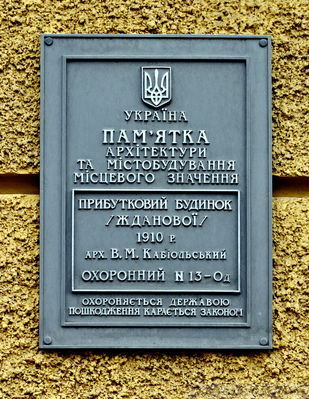 УКРАЇНА
ПАМ'ЯТКА
АРХІТЕКТУРИ
ТА МІСТОБУДУВАННЯ
МІСЦЕВОГО ЗНАЧЕННЯ
ПРИБУТКОВИЙ БУДИНОК
/ЖДАНОВОЇ/
1910 р.
АРХ. В. М. КАБІОЛЬСЬКИЙ
ОХОРОННИЙ N 13-Од
ОХОРОНЯЄТЬСЯ ДЕРЖАВОЮ
ПОШКОДЖЕННЯ КАРАЄТЬСЯ ЗАКОНОМ